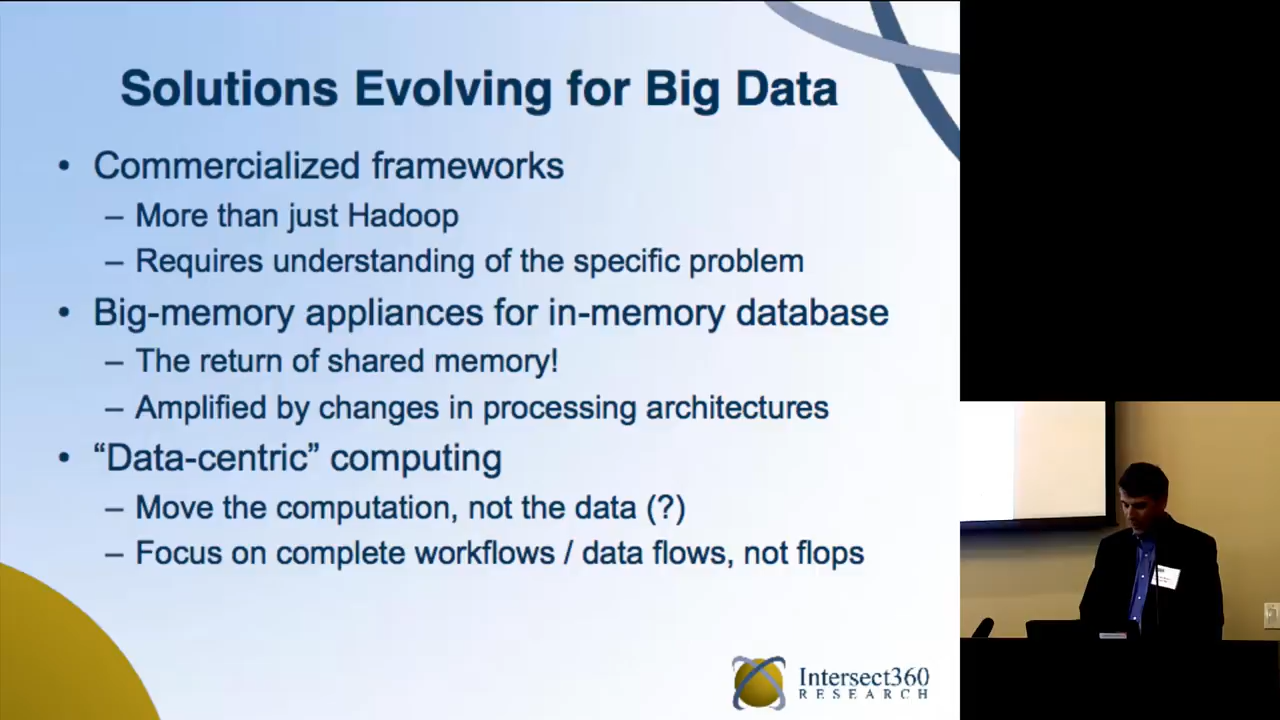 Solutions Evolving for Big Data
• Commercialized frameworks
– More than just Hadoop
– Requires understanding of the specific problem
• Big-memory appliances for in-memory database
– The return of shared memory!
– Amplified by changes in processing architectures
• “Data-centric” computing
– Move the computation, not the data (?)
– Focus on complete workflows / data flows, not flops
Intersect360
RESEARCH